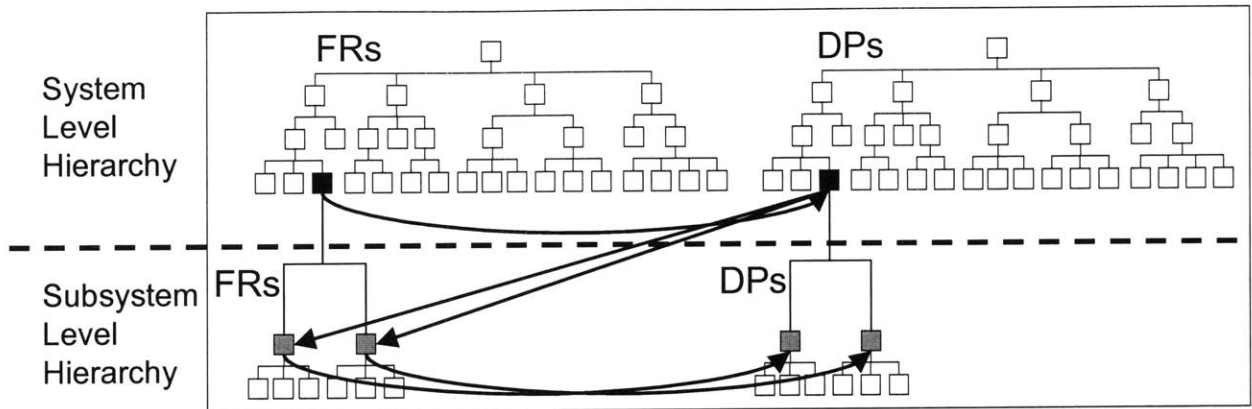 FRs
DPs
System
Level
Hierarchy
FRs
DPs
Subsystem
Level
Hierarchy